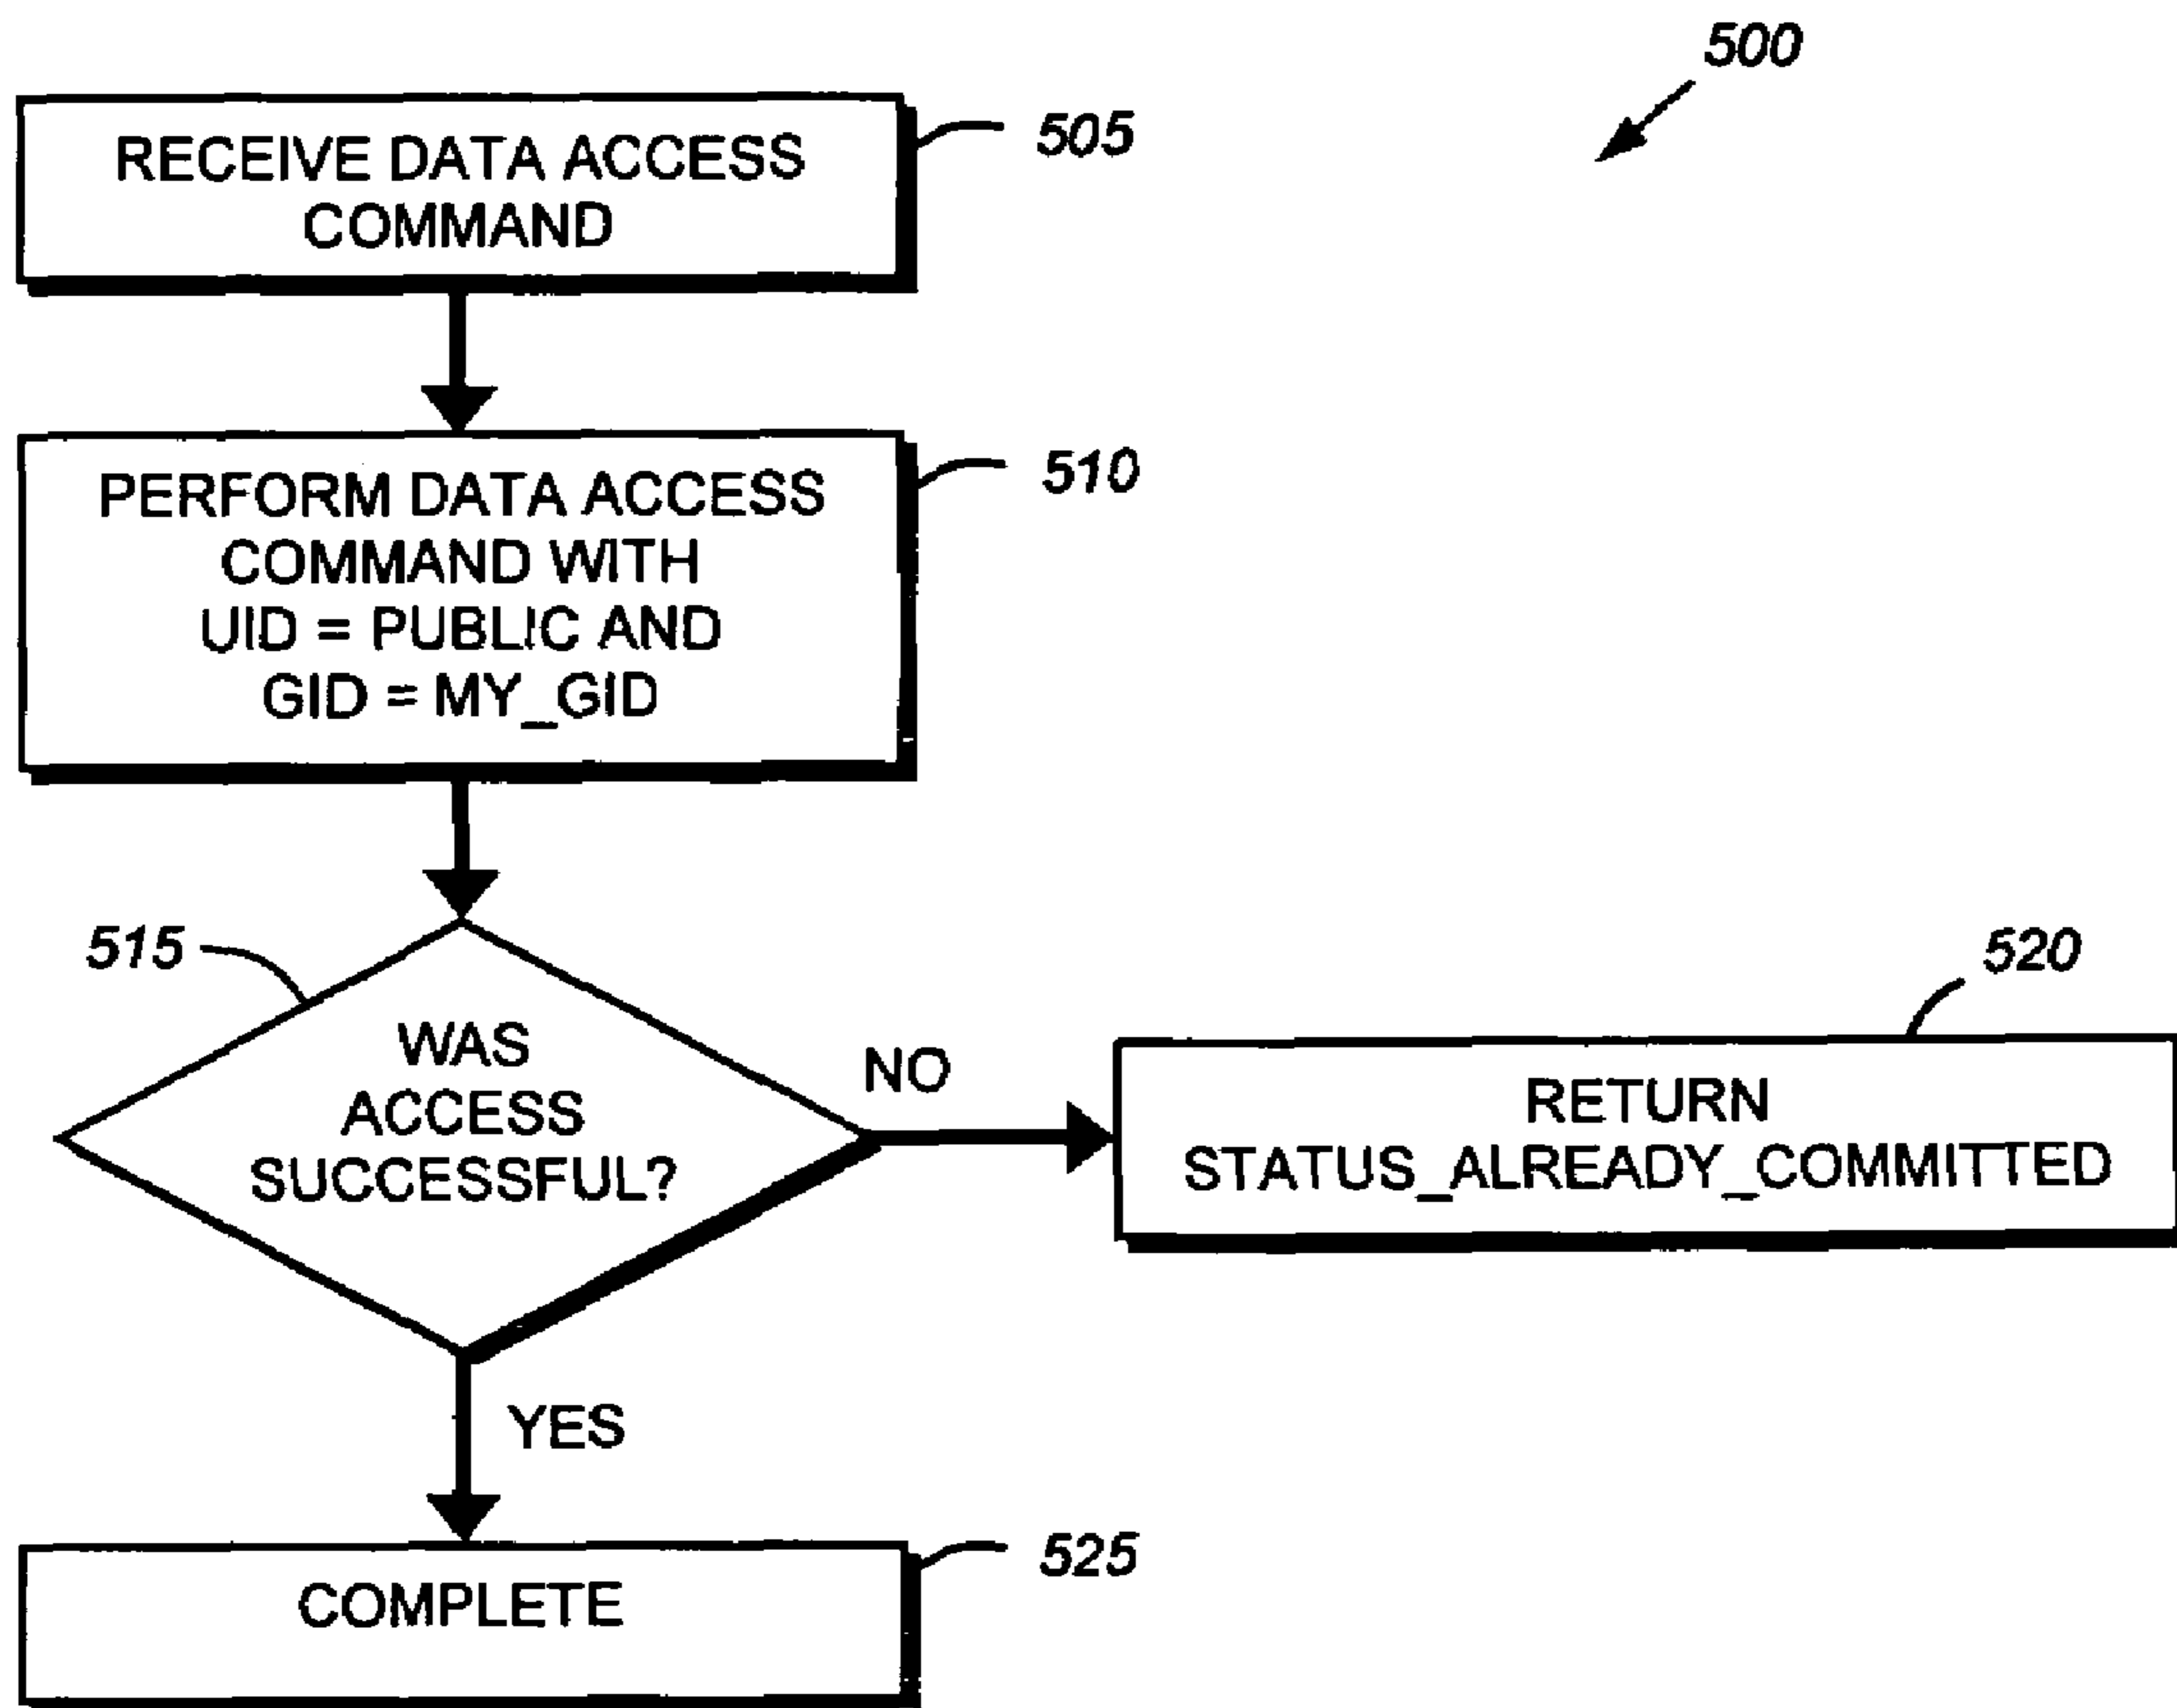 500
RECEIVE DATA ACCESS
COMMAND
505
PERFORM DATA ACCESS
COMMAND WITH
UID = PUBLIC AND
GID = MY_GID
510
515
WAS
ACCESS
SUCCESSFUL?
NO
520
RETURN
STATUS_ALREADY_COMMITTED
YES
COMPLETE
525